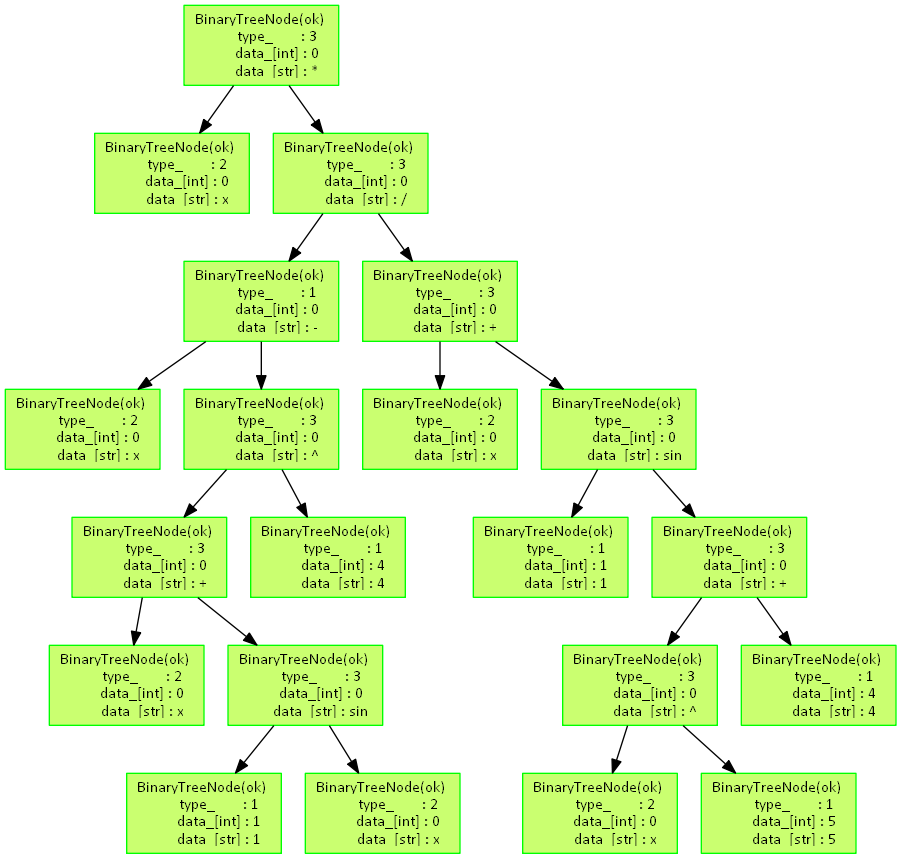 BinaryTreeNode(ok)
type_ : 3
data_[int] : 0
data_[str] : *
BinaryTreeNode(ok)
type_ : 2
data_[int] : 0
data_[str] : x
BinaryTreeNode(ok)
type_ : 3
data_[int] : 0
data_[str] : /
BinaryTreeNode(ok)
type_ : 1
data_[int] : 0
data_[str] : -
BinaryTreeNode(ok)
type_ : 3
data_[int] : 0
data_[str] : +
BinaryTreeNode(ok)
type_ : 2
data_[int] : 0
data_[str] : x
BinaryTreeNode(ok)
type_ : 3
data_[int] : 0
data_[str] : ^
BinaryTreeNode(ok)
type_ : 2
data_[int] : 0
data_[str] : x
BinaryTreeNode(ok)
type_ : 3
data_[int] : 0
data_[str] : sin
BinaryTreeNode(ok)
type_ : 3
data_[int] : 0
data_[str] : +
BinaryTreeNode(ok)
type_ : 1
data_[int] : 4
data_[str] : 4
BinaryTreeNode(ok)
type_ : 1
data_[int] : 1
data_[str] : 1
BinaryTreeNode(ok)
type_ : 3
data_[int] : 0
data_[str] : +
BinaryTreeNode(ok)
type_ : 2
data_[int] : 0
data_[str] : x
BinaryTreeNode(ok)
type_ : 3
data_[int] : 0
data_[str] : sin
BinaryTreeNode(ok)
type_ : 3
data_[int] : 0
data_[str] : ^
BinaryTreeNode(ok)
type_ : 1
data_[int] : 4
data_[str] : 4
BinaryTreeNode(ok)
type_ : 1
data_[int] : 1
data_[str] : 1
BinaryTreeNode(ok)
type_ : 2
data_[int] : 0
data_[str] : x
BinaryTreeNode(ok)
type_ : 2
data_[int] : 0
data_[str] : x
BinaryTreeNode(ok)
type_ : 1
data_[int] : 5
data_[str] : 5